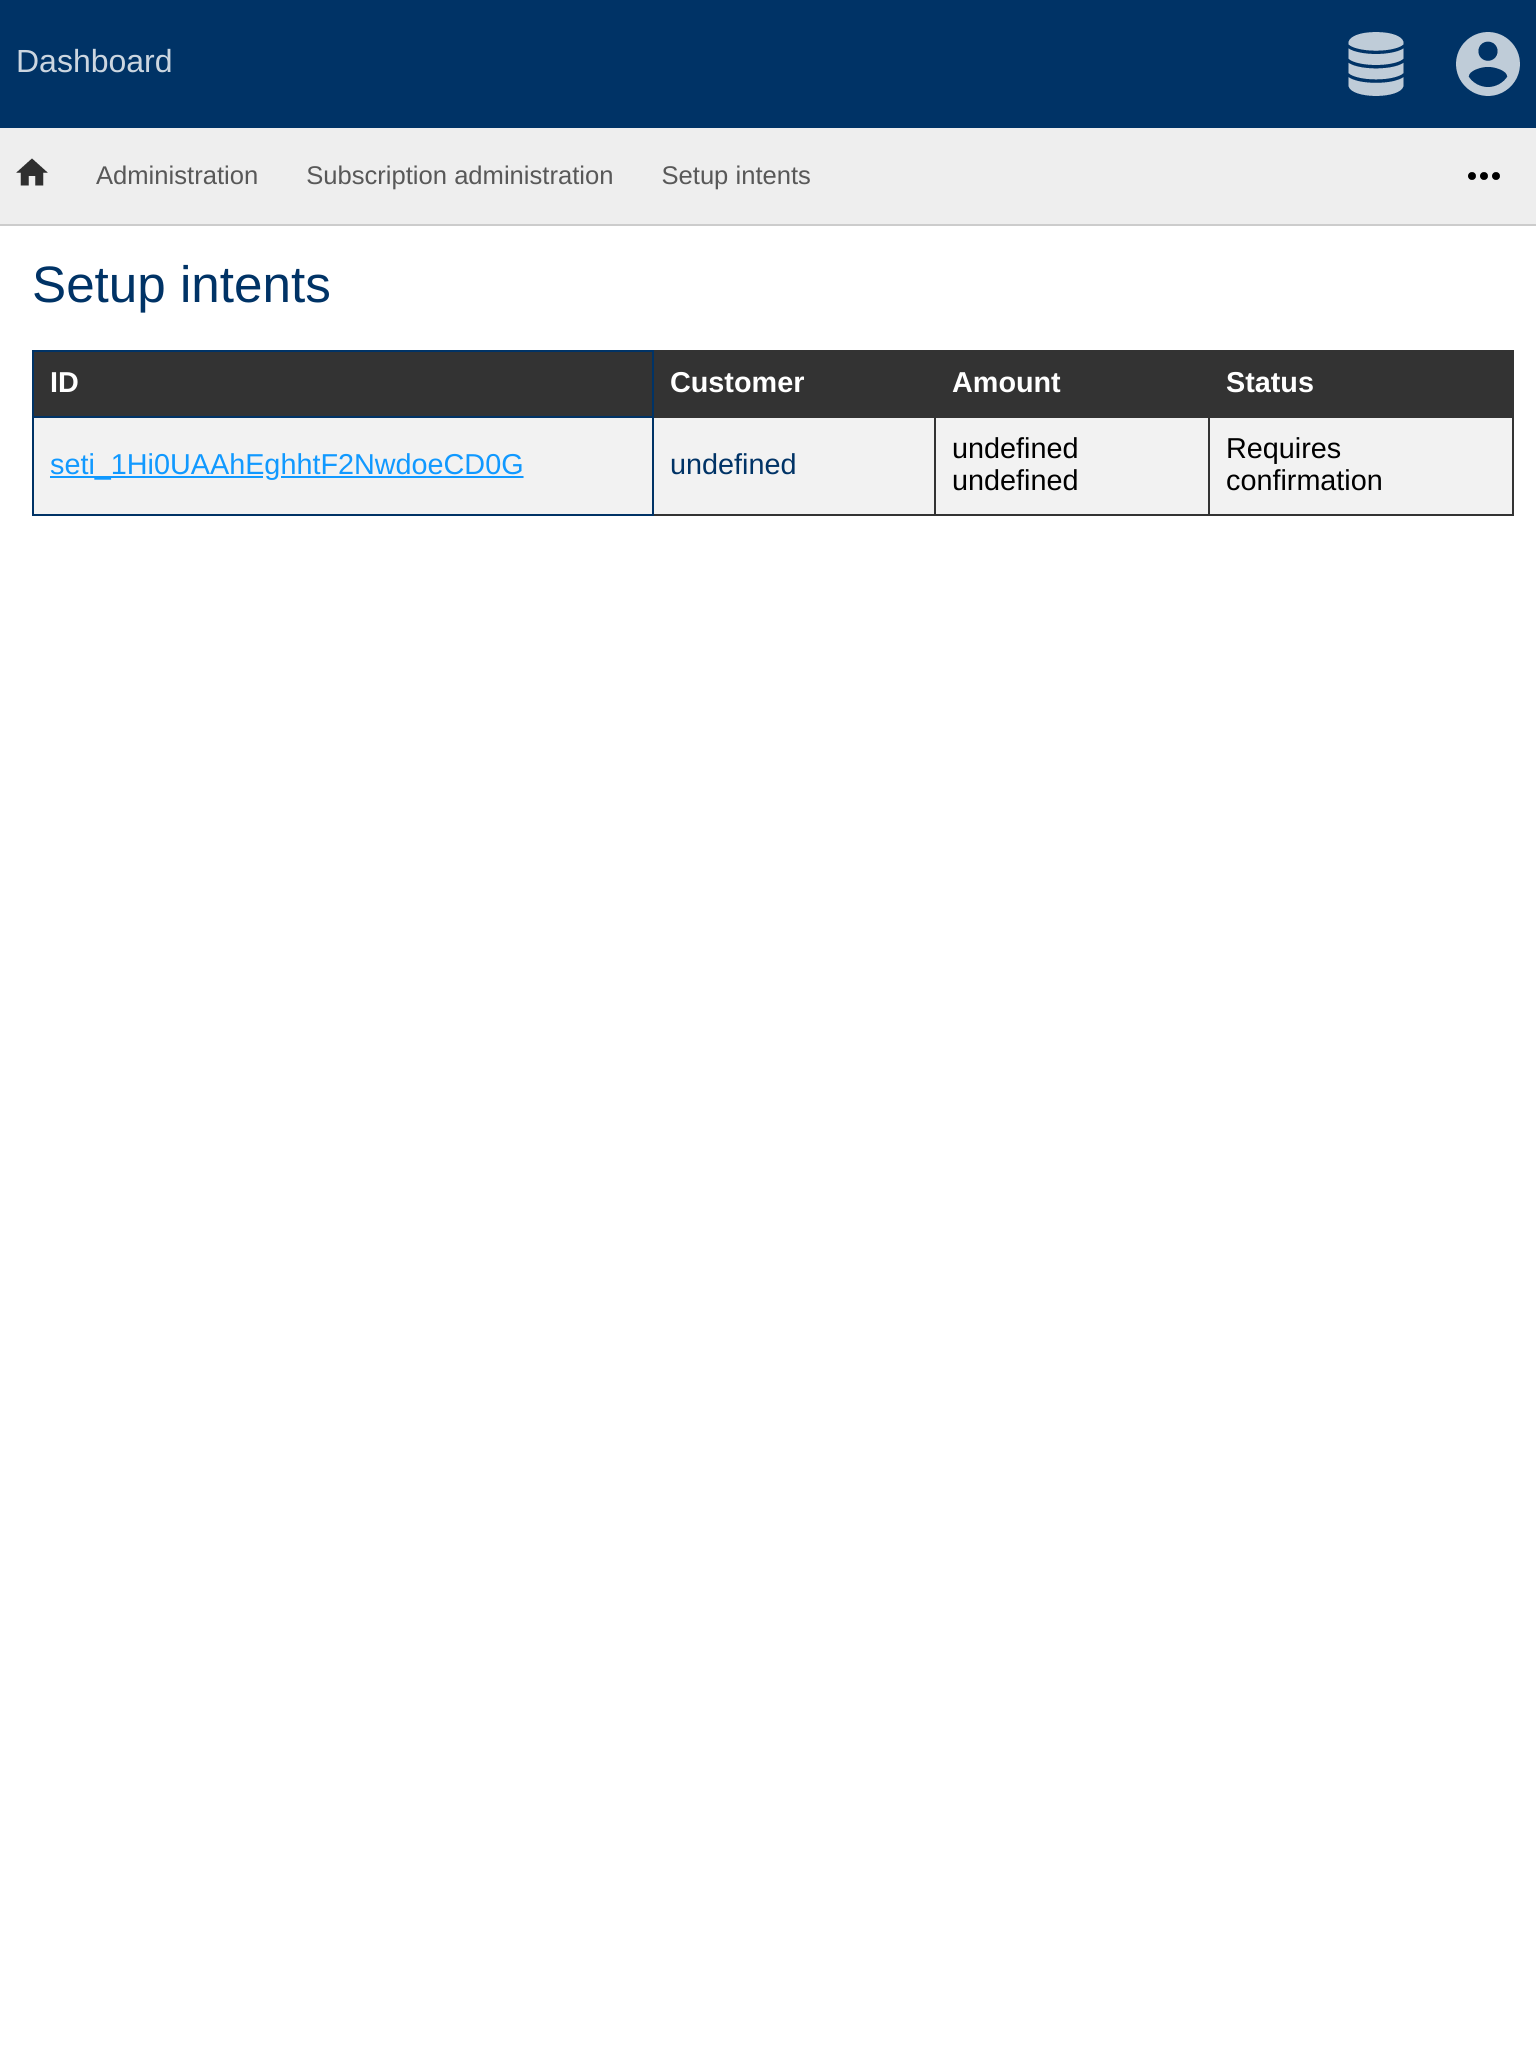 Dashboard
Administration Subscription administration Setup intents
Setup intents
ID Customer Amount Status
seti_1Hi0UAAhEghhtF2NwdoeCD0G undefined undefined undefined Requires confirmation